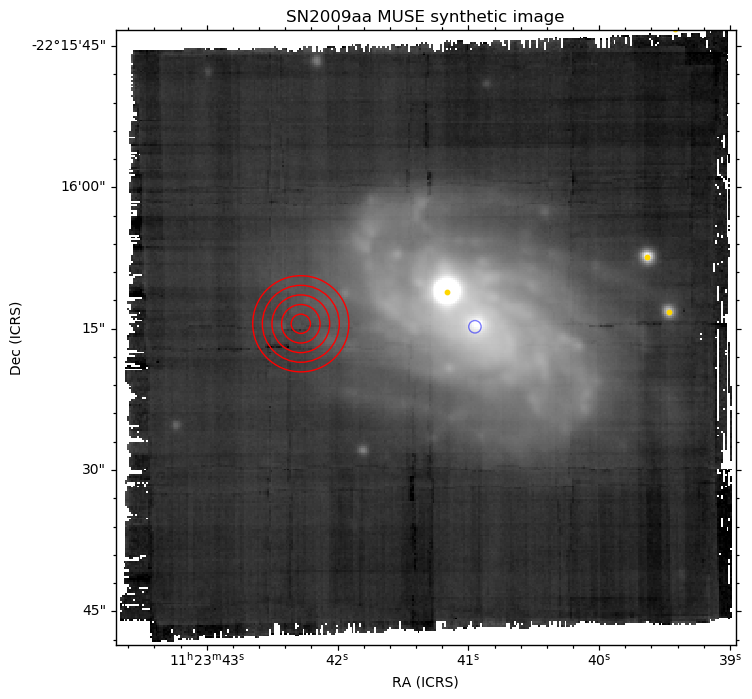 SN2009aa MUSE synthetic image
-22°15'45"
16'00"
15"
30"
45"
Dec (ICRS)
11ʰ23ᵐ43ˢ
42ˢ
41ˢ
40ˢ
39ˢ
RA (ICRS)